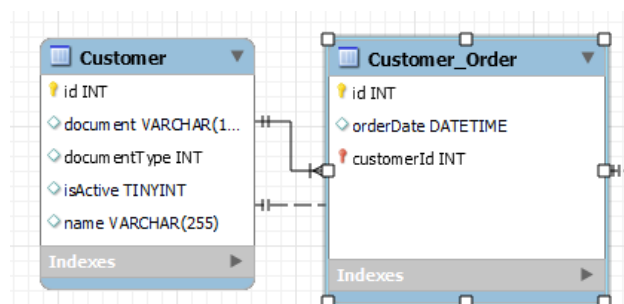 Customer
id INT
document VARCHAR(1...
documentType INT
isActive TINYINT
name VARCHAR(255)
Indexes
Customer_Order
id INT
orderDate DATETIME
customerId INT
Indexes